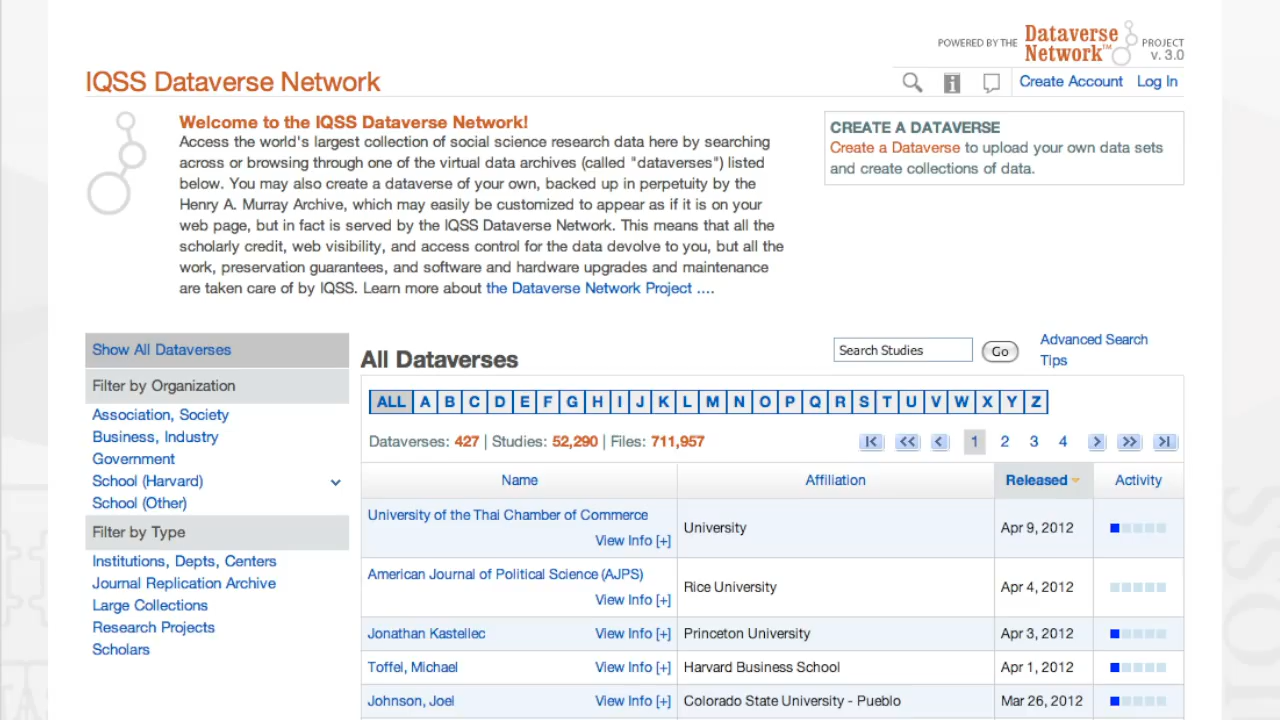 POWERED BY THE Dataverse Network™ PROJECT v. 3.0
IQSS Dataverse Network
Create Account Log In
Welcome to the IQSS Dataverse Network!
Access the world's largest collection of social science research data here by searching
across or browsing through one of the virtual data archives (called "dataverses") listed
below. You may also create a dataverse of your own, backed up in perpetuity by the
Henry A. Murray Archive, which may easily be customized to appear as if it is on your
web page, but in fact is served by the IQSS Dataverse Network. This means that all the
scholarly credit, web visibility, and access control for the data devolve to you, but all the
work, preservation guarantees, and software and hardware upgrades and maintenance
are taken care of by IQSS. Learn more about the Dataverse Network Project ....
CREATE A DATAVERSE
Create a Dataverse to upload your own data sets
and create collections of data.
Show All Dataverses
Filter by Organization
Association, Society
Business, Industry
Government
School (Harvard)
School (Other)
Filter by Type
Institutions, Depts, Centers
Journal Replication Archive
Large Collections
Research Projects
Scholars
All Dataverses
Search Studies Go
Advanced Search
Tips
ALL A B C D E F G H I J K L M N O P Q R S T U V W X Y Z
Dataverses: 427 | Studies: 52,290 | Files: 711,957
1 2 3 4
Name Affiliation Released Activity
University of the Thai Chamber of Commerce
View Info [+] University Apr 9, 2012
American Journal of Political Science (AJPS)
View Info [+] Rice University Apr 4, 2012
Jonathan Kastellec View Info [+] Princeton University Apr 3, 2012
Toffel, Michael View Info [+] Harvard Business School Apr 1, 2012
Johnson, Joel View Info [+] Colorado State University - Pueblo Mar 26, 2012